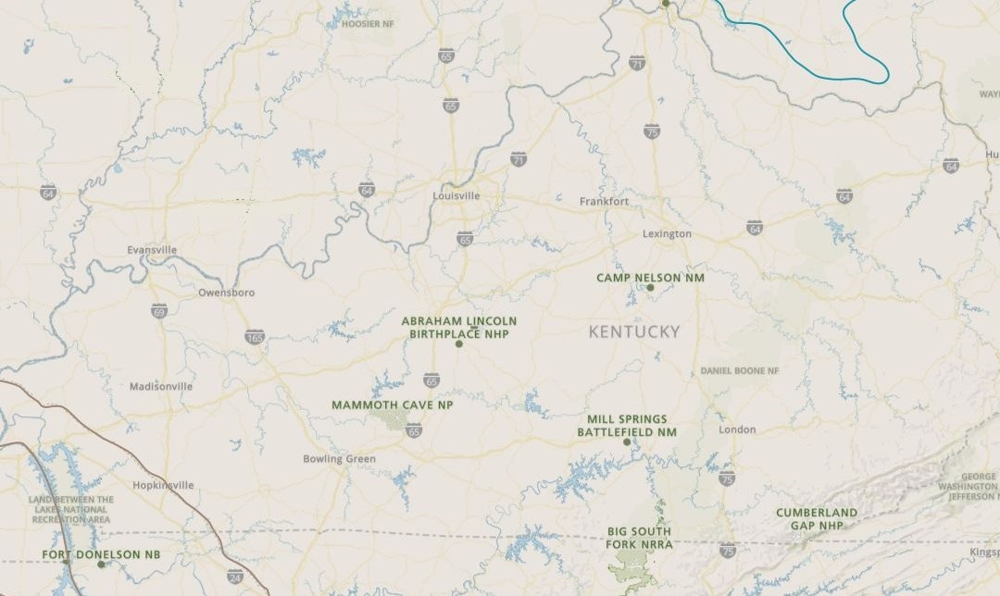 HOOSIER NF
65
71
65
75
WAY
71
Hu
64
64
64
64
Louisville
Frankfort
64
Lexington
65
Evansville
CAMP NELSON NM
Owensboro
69
ABRAHAM LINCOLN
BIRTHPLACE NHP
KENTUCKY
165
DANIEL BOONE NF
65
Madisonville
MAMMOTH CAVE NP
MILL SPRINGS
BATTLEFIELD NM
65
London
Bowling Green
75
Hopkinsville
GEORGE
WASHINGTON
JEFFERSON N
LAND BETWEEN THE
LAKES NATIONAL
RECREATION AREA
CUMBERLAND
GAP NHP
BIG SOUTH
FORK NRRA
75
Kingsp
FORT DONELSON NB
24